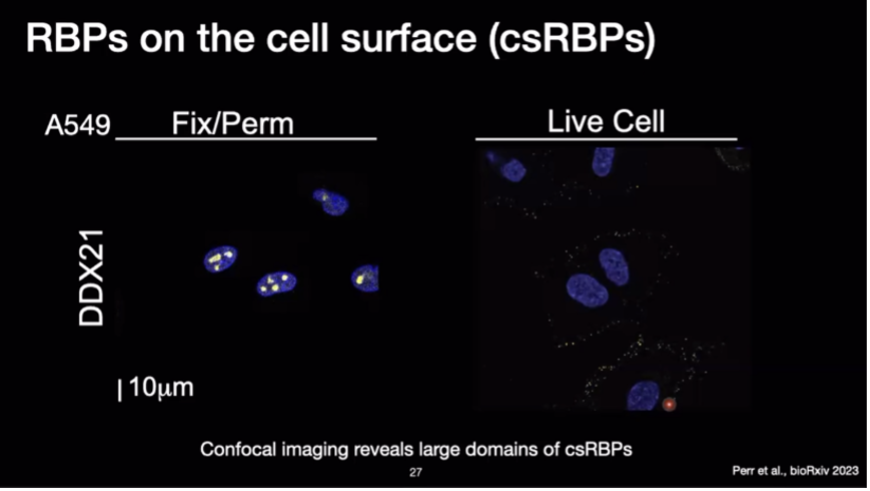 RBPs on the cell surface (csRBPs)
A549 Fix/Perm Live Cell
DDX21
10μm
Confocal imaging reveals large domains of csRBPs
27
Perr et al., bioRxiv 2023